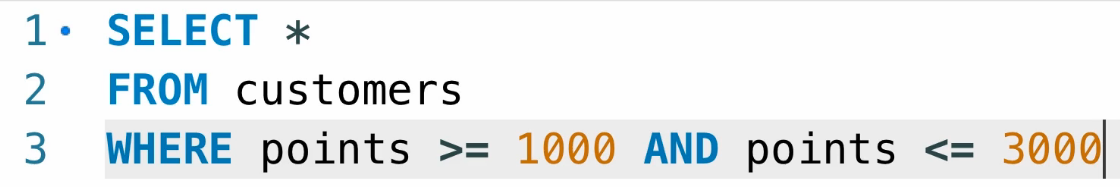 1 SELECT *
2 FROM customers
3 WHERE points >= 1000 AND points <= 3000